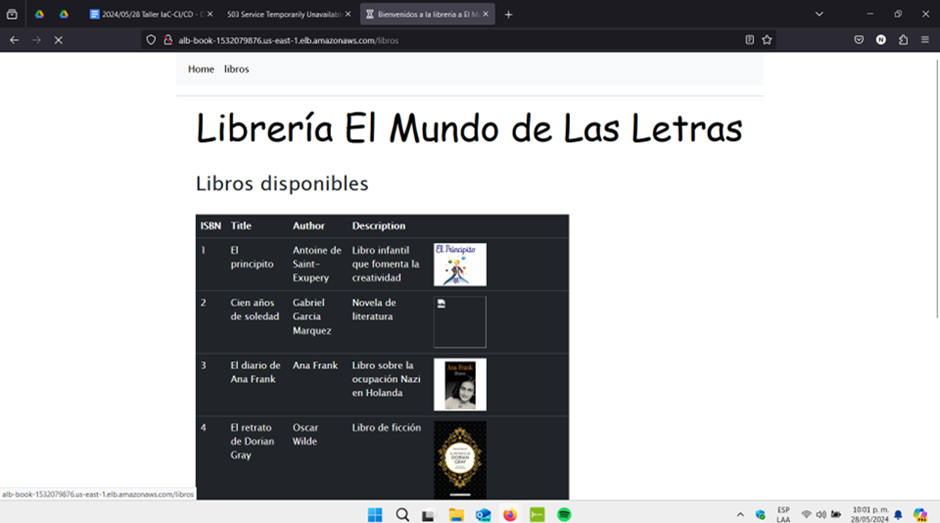 2024/05/28 Taller IaC-CI/CD - D
503 Service Temporarily Unavailabl
Bienvenidos a la libreria a El Mu
alb-book-1532079876.us-east-1.elb.amazonaws.com/libros
Home libros
Librería El Mundo de Las Letras
Libros disponibles
ISBN Title Author Description
1 El principito Antoine de Saint-Exupery Libro infantil que fomenta la creatividad
El Principito
2 Cien años de soledad Gabriel Garcia Marquez Novela de literatura
3 El diario de Ana Frank Ana Frank Libro sobre la ocupación Nazi en Holanda
Ana Frank
4 El retrato de Dorian Gray Oscar Wilde Libro de ficción
DORIAN GRAY
alb-book-1532079876.us-east-1.elb.amazonaws.com/libros
ESP
LAA
10:01 p. m.
28/05/2024